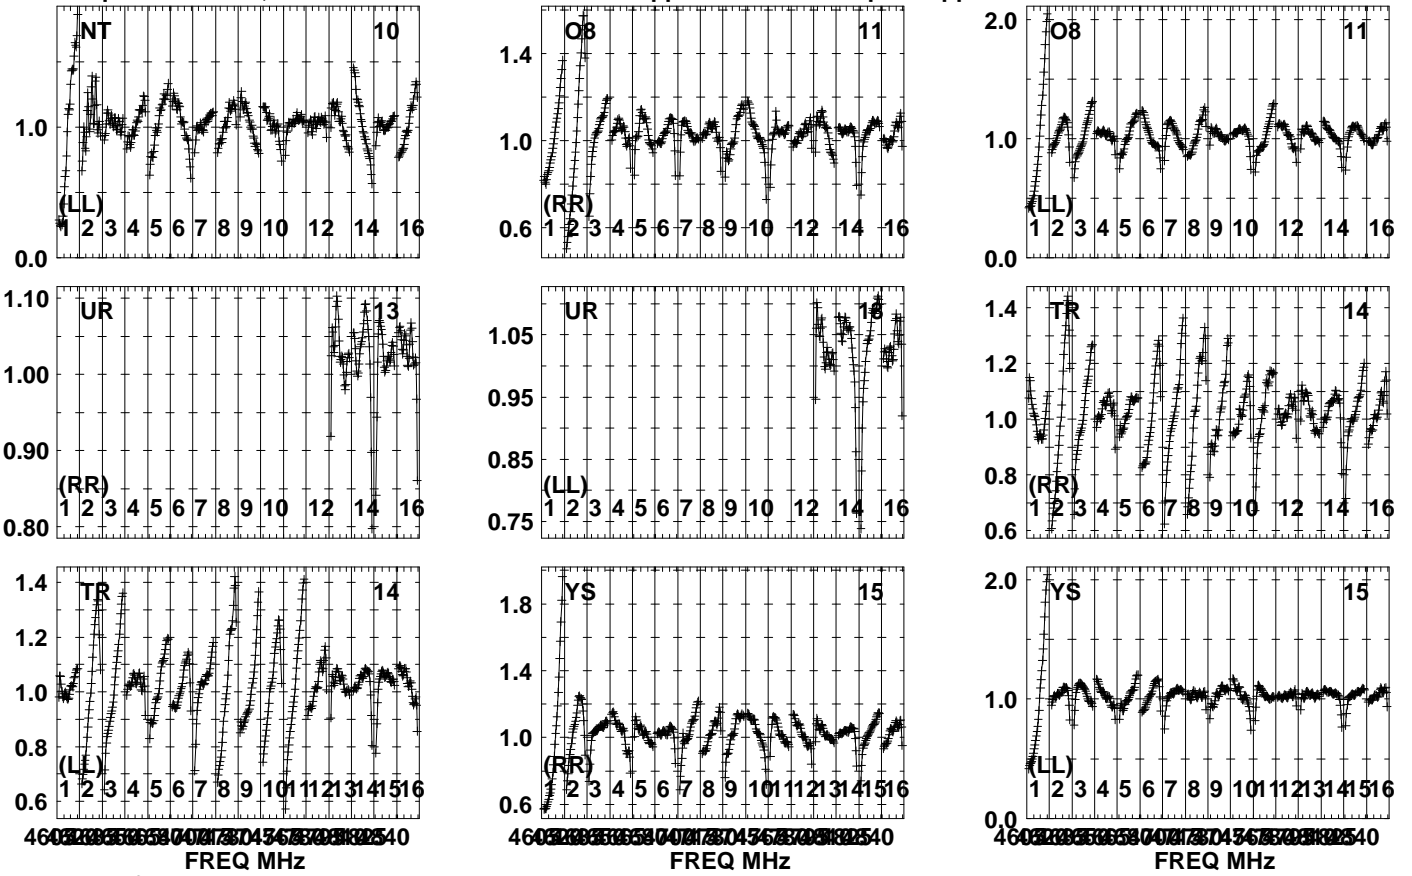 NT 10
1.0
(LL)
1 2 3 4 5 6 7 8 9 10 12 14 16
0.0
O8 11
1.4
1.0
(RR)
1 2 3 4 5 6 7 8 9 10 12 14 16
0.6
2.0
O8 11
1.0
(LL)
1 2 3 4 5 6 7 8 9 10 12 14 16
0.0
1.10
UR 13
1.00
0.90
(RR)
1 2 3 4 5 6 7 8 9 10 12 14 16
0.80
UR 13
1.05
0.95
0.85
(LL)
1 2 3 4 5 6 7 8 9 10 12 14 16
0.75
1.4
TR 14
1.2
1.0
0.8
(RR)
1 2 3 4 5 6 7 8 9 10 12 14 16
0.6
1.4
TR 14
1.2
1.0
0.8
(LL)
1 2 3 4 5 6 7 8 9 10 11 12 13 14 15 16
0.6
FREQ MHz
YS 15
1.8
1.4
1.0
(RR)
1 2 3 4 5 6 7 8 9 10 11 12 13 14 15 16
0.6
FREQ MHz
2.0
YS 15
1.0
(LL)
1 2 3 4 5 6 7 8 9 10 11 12 13 14 15 16
0.0
FREQ MHz